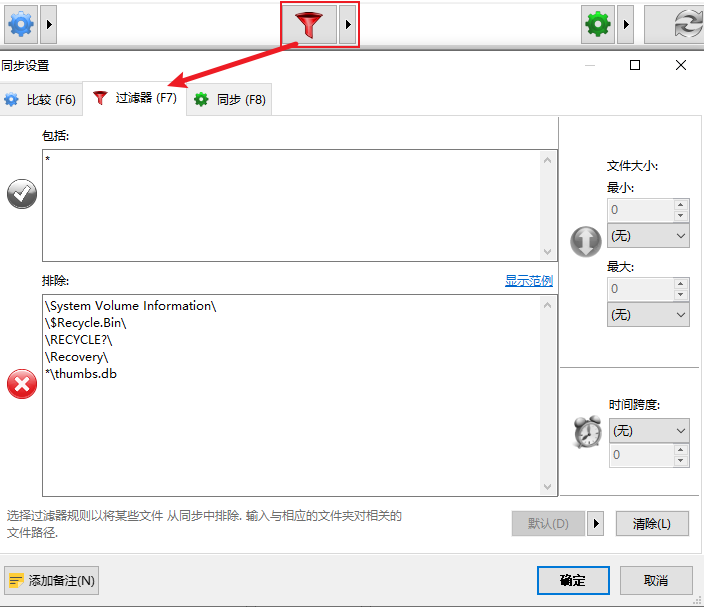 同步设置
比较 (F6)
过滤器 (F7)
同步 (F8)
包括:
*
排除:
显示范例
\System Volume Information\
\$Recycle.Bin\
\RECYCLE?\
\Recovery\
*\thumbs.db
文件大小:
最小:
0
(无)
最大:
0
(无)
时间跨度:
(无)
0
选择过滤器规则以将某些文件 从同步中排除. 输入与相应的文件夹对相关的
文件路径.
默认(D)
清除(L)
添加备注(N)
确定
取消